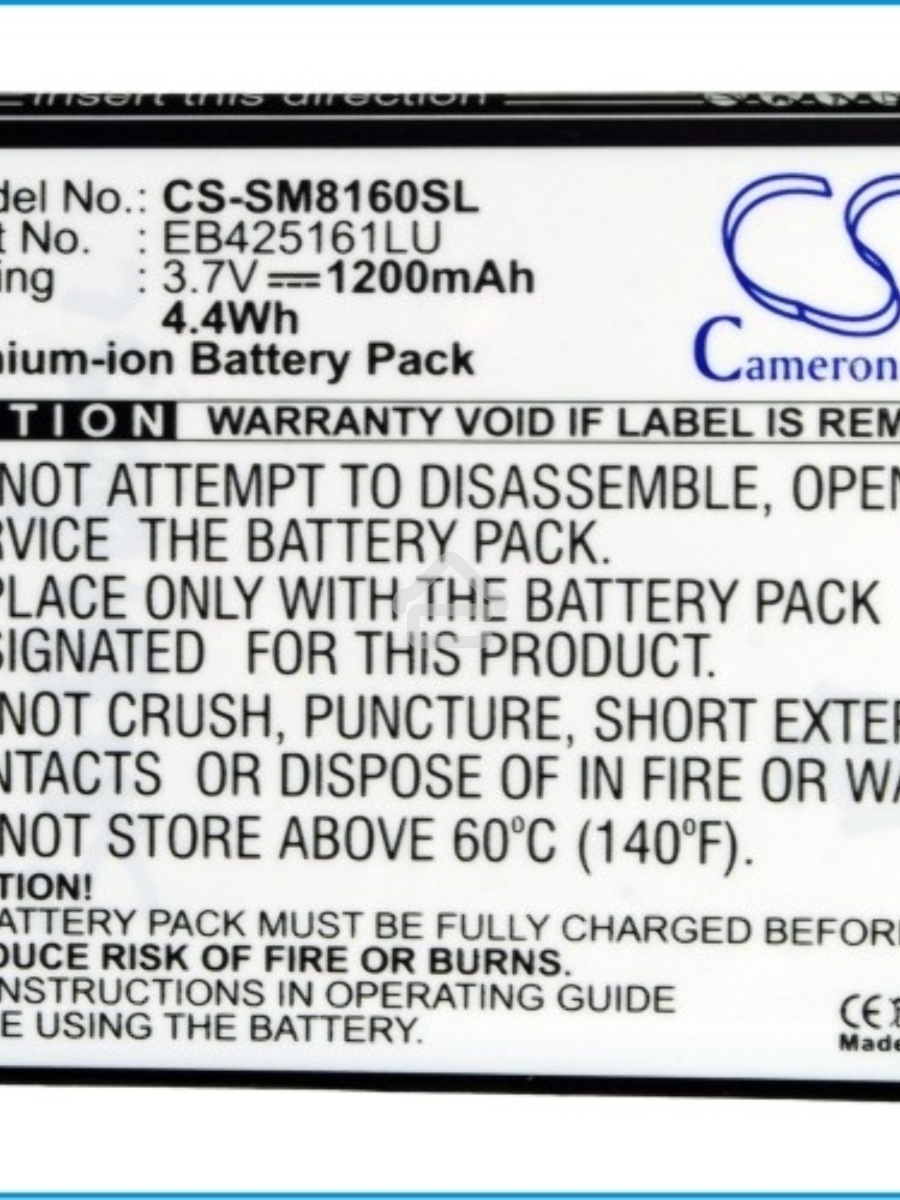 insert this direction
del No.: CS-SM8160SL
t No. : EB425161LU
ing : 3.7V 1200mAh
4.4Wh
nium-ion Battery Pack
CS
Cameron
TION WARRANTY VOID IF LABEL IS REM
NOT ATTEMPT TO DISASSEMBLE, OPEN
RVICE THE BATTERY PACK.
PLACE ONLY WITH THE BATTERY PACK
SIGNATED FOR THIS PRODUCT.
NOT CRUSH, PUNCTURE, SHORT EXTER
NTACTS OR DISPOSE OF IN FIRE OR WA
NOT STORE ABOVE 60°C (140°F).
TION!
ATTERY PACK MUST BE FULLY CHARGED BEFOR
DUCE RISK OF FIRE OR BURNS.
NSTRUCTIONS IN OPERATING GUIDE
E USING THE BATTERY.
CE
Made